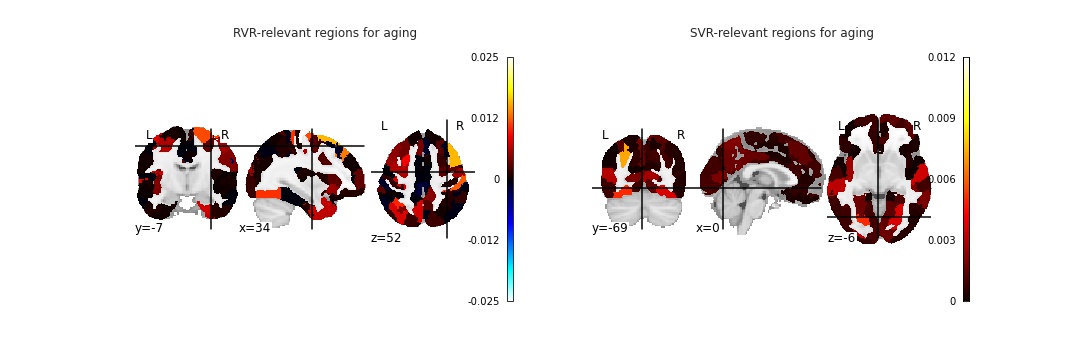 RVR-relevant regions for aging
0.025
0.012
0
-0.012
-0.025
L R
y=-7
x=34
L R
z=52
SVR-relevant regions for aging
0.012
0.009
0.006
0.003
0
L R
y=-69
x=0
L R
z=-6